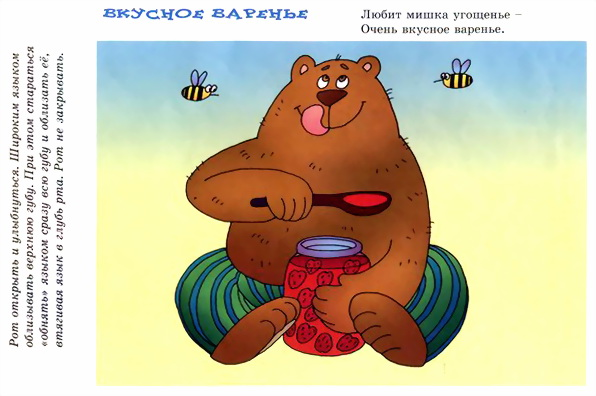 ВКУСНОЕ ВАРЕНЬЕ
Любит мишка угощенье –
Очень вкусное варенье.
Рот открыть и улыбнуться. Широким языком
облизывать верхнюю губу. При этом стараться
«обнять» языком сразу всю губу и облизать её,
втягивая язык в глубь рта. Рот не закрывать.